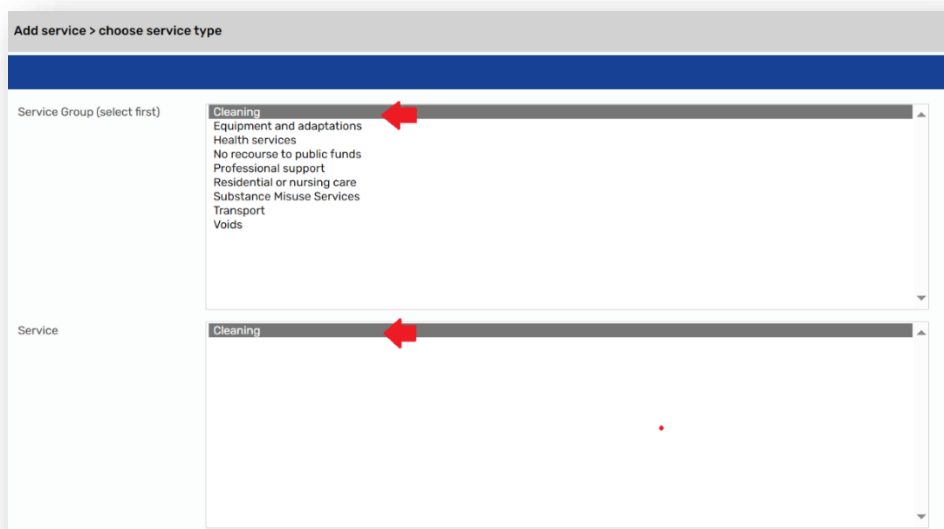 Add service > choose service type
Service Group (select first)
Cleaning
Equipment and adaptations
Health services
No recourse to public funds
Professional support
Residential or nursing care
Substance Misuse Services
Transport
Voids
Service
Cleaning